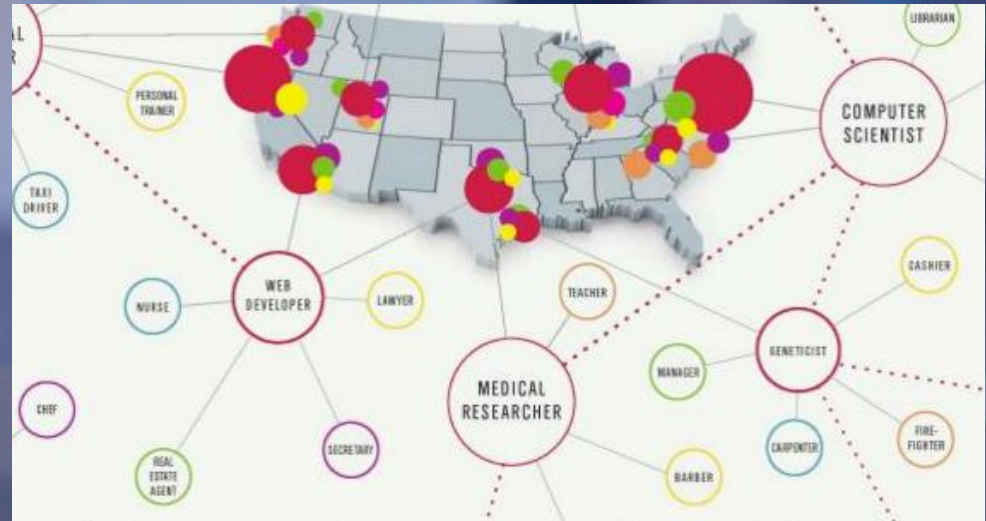 AL
R
LIBRARIAN
PERSONAL
TRAINER
COMPUTER
SCIENTIST
TAXI
DRIVER
CASHIER
WEB
DEVELOPER
NURSE
LAWYER
TEACHER
GENETICIST
MANAGER
MEDICAL
RESEARCHER
CHEF
SECRETARY
REAL
ESTATE
AGENT
BARBER
CARPENTER
FIRE-
FIGHTER